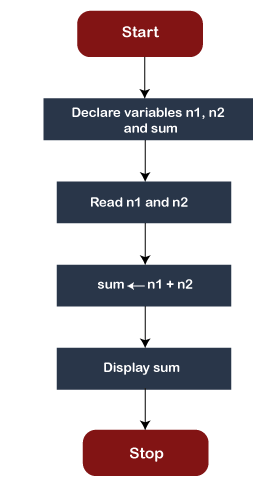 Start
Declare variables n1, n2
and sum
Read n1 and n2
sum ← n1 + n2
Display sum
Stop